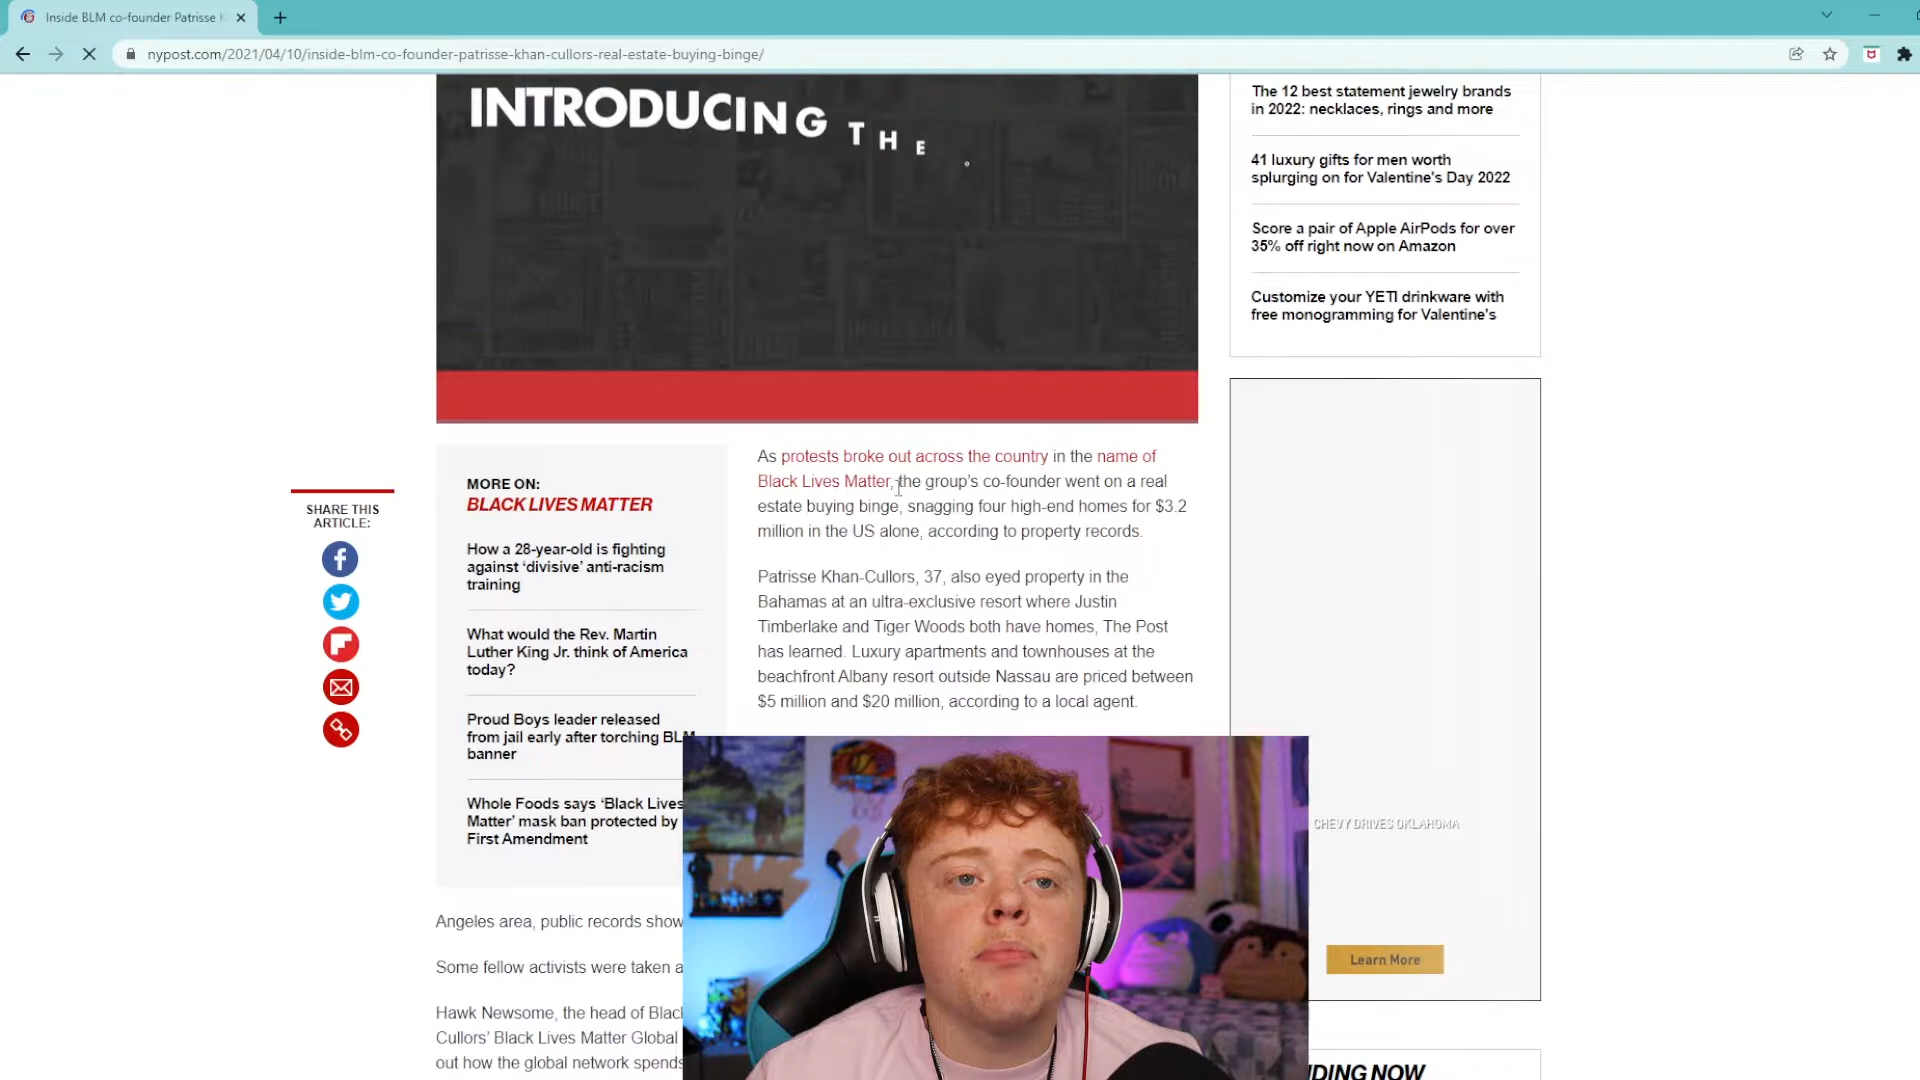 Inside BLM co-founder Patrisse K
nypost.com/2021/04/10/inside-blm-co-founder-patrisse-khan-cullors-real-estate-buying-binge/
INTRODUCING THE
The 12 best statement jewelry brands
in 2022: necklaces, rings and more
41 luxury gifts for men worth
splurging on for Valentine's Day 2022
Score a pair of Apple AirPods for over
35% off right now on Amazon
Customize your YETI drinkware with
free monogramming for Valentine's
SHARE THIS
ARTICLE:
MORE ON:
BLACK LIVES MATTER
How a 28-year-old is fighting
against ‘divisive’ anti-racism
training
What would the Rev. Martin
Luther King Jr. think of America
today?
Proud Boys leader released
from jail early after torching BLM
banner
Whole Foods says ‘Black Lives
Matter’ mask ban protected by
First Amendment
As protests broke out across the country in the name of
Black Lives Matter, the group’s co-founder went on a real
estate buying binge, snagging four high-end homes for $3.2
million in the US alone, according to property records.
Patrisse Khan-Cullors, 37, also eyed property in the
Bahamas at an ultra-exclusive resort where Justin
Timberlake and Tiger Woods both have homes, The Post
has learned. Luxury apartments and townhouses at the
beachfront Albany resort outside Nassau are priced between
$5 million and $20 million, according to a local agent.
Angeles area, public records show
Some fellow activists were taken a
Hawk Newsome, the head of Black
Cullors’ Black Lives Matter Global
out how the global network spends
CHEVY DRIVES OKLAHOMA
Learn More
NDING NOW